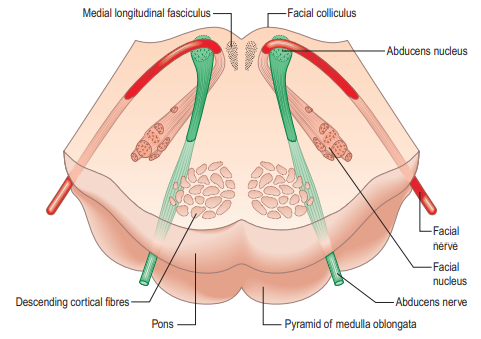 Medial longitudinal fasciculus
Facial colliculus
Abducens nucleus
Facial
nerve
Facial
nucleus
Descending cortical fibres
Abducens nerve
Pons
Pyramid of medulla oblongata